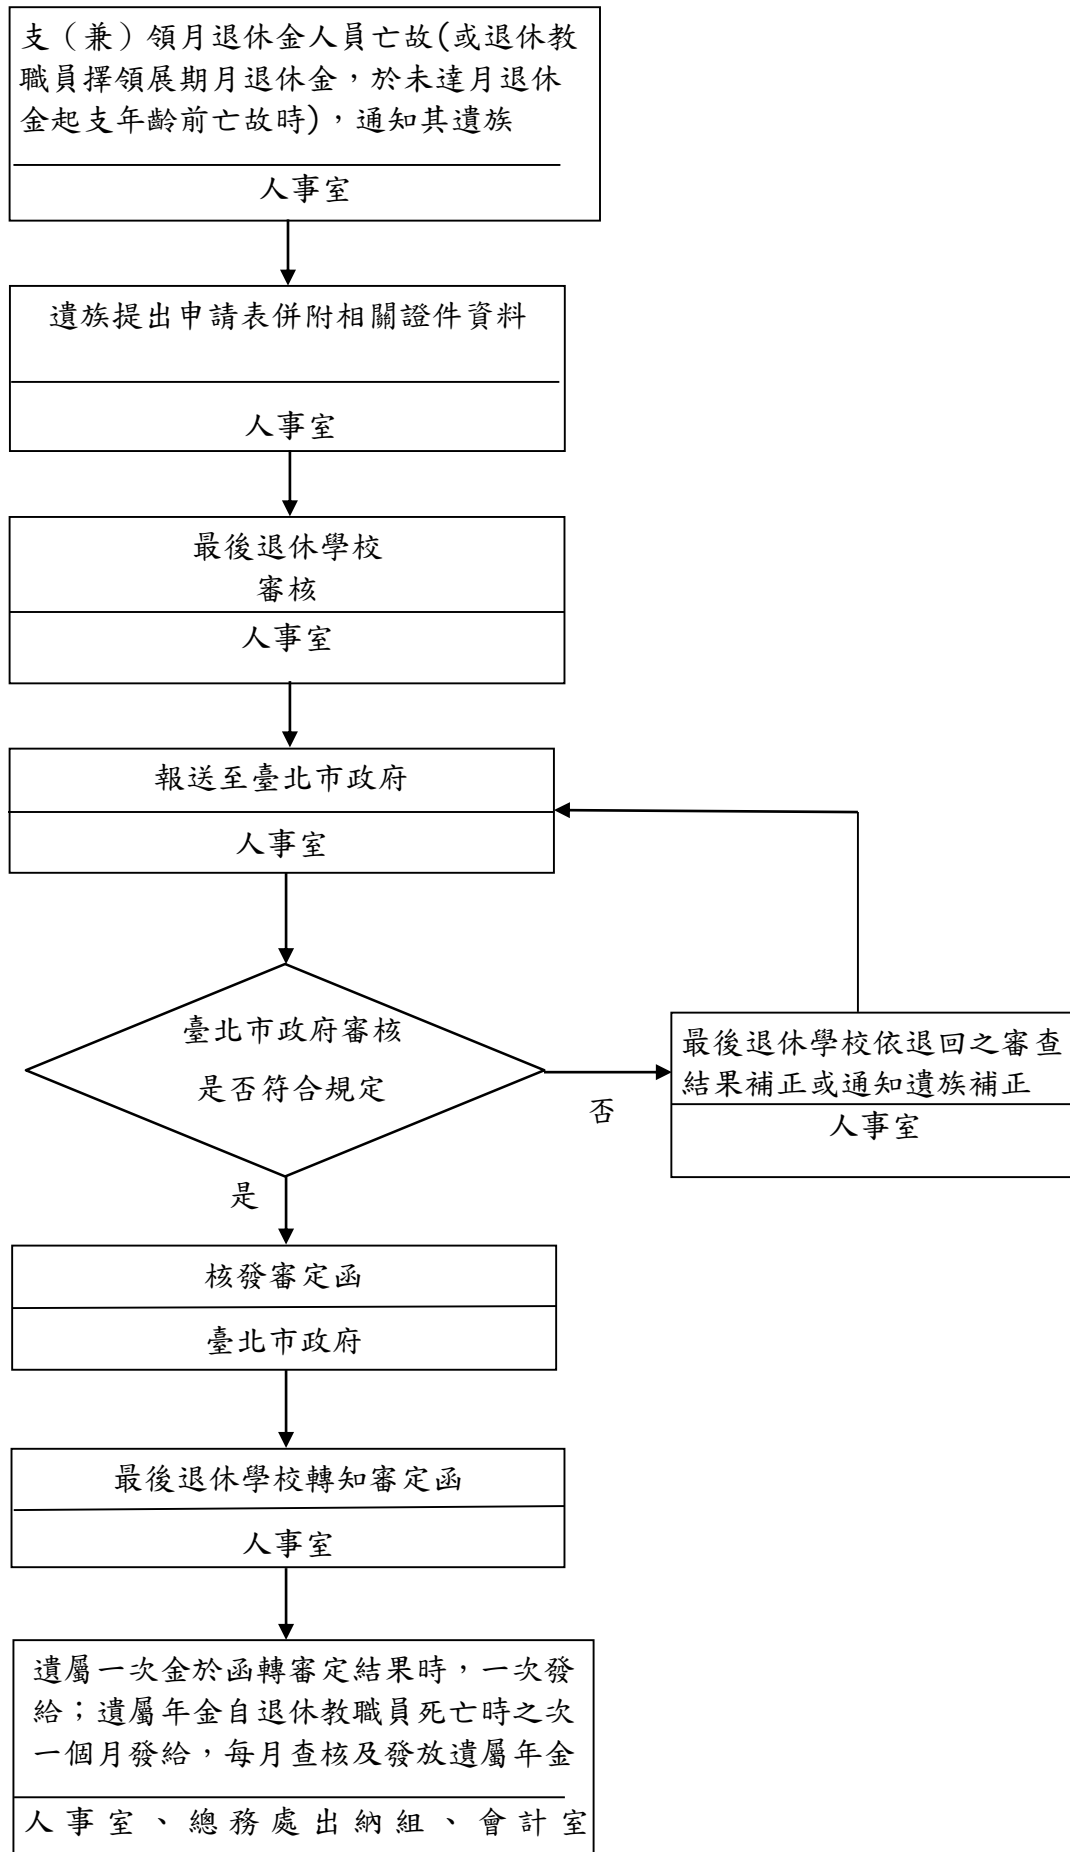 支（兼）領月退休金人員亡故(或退休教
職員擇領展期月退休金，於未達月退休
金起支年齡前亡故時)，通知其遺族
人事室
遺族提出申請表併附相關證件資料
人事室
最後退休學校
審核
人事室
報送至臺北市政府
人事室
臺北市政府審核
是否符合規定
否
最後退休學校依退回之審查
結果補正或通知遺族補正
人事室
是
核發審定函
臺北市政府
最後退休學校轉知審定函
人事室
遺屬一次金於函轉審定結果時，一次發
給；遺屬年金自退休教職員死亡時之次
一個月發給，每月查核及發放遺屬年金
人事室、總務處出納組、會計室